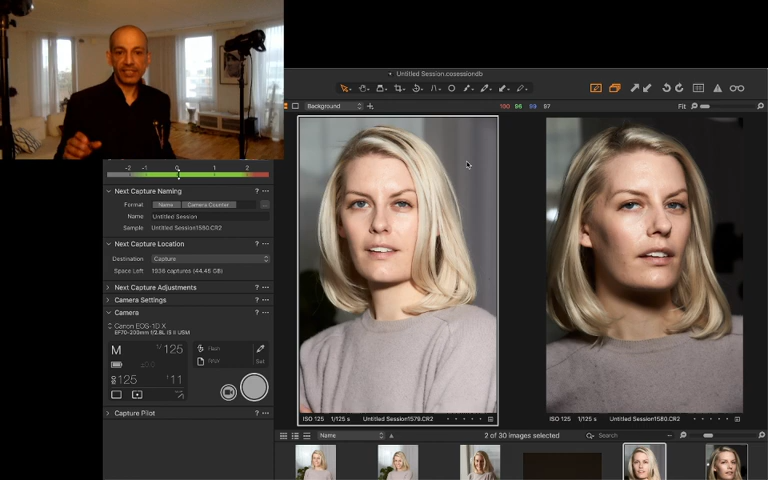 Untitled Session.cosessiondb
Background
100 96 99 97
Fit
-2 -1 0 1 2
Next Capture Naming
Format Name Camera Counter
Name Untitled Session
Sample Untitled Session1580.CR2
Next Capture Location
Destination Capture
Space Left 1936 captures (44.45 GB)
Next Capture Adjustments
Camera Settings
Camera
Canon EOS-1D X
EF70-200mm f/2.8L IS II USM
M 1/125
Flash
RAW
Set
±0.0
ISO 125 f 11
Capture Pilot
ISO 125 1/125 s Untitled Session1579.CR2
ISO 125 1/125 s Untitled Session1580.CR2
Name
2 of 30 images selected
Search